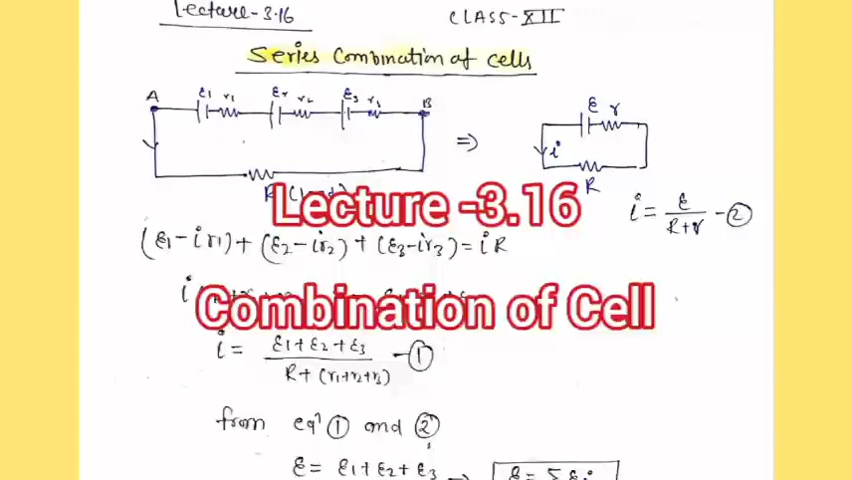 Lecture-3.16
CLASS-XII
Series Combination of cells
A ε1 r1 ε2 r2 ε3 r3 B
⇒
ε r
i
R
R
i = ε/(R+r) -②
Lecture -3.16
(ε1-ir1)+(ε2-ir2)+(ε3-ir3)=iR
i
Combination of Cell
i = (ε1+ε2+ε3)/(R+(r1+r2+r3)) -①
from eqn ① and ②
ε = ε1+ε2+ε3 → ε = Σεi